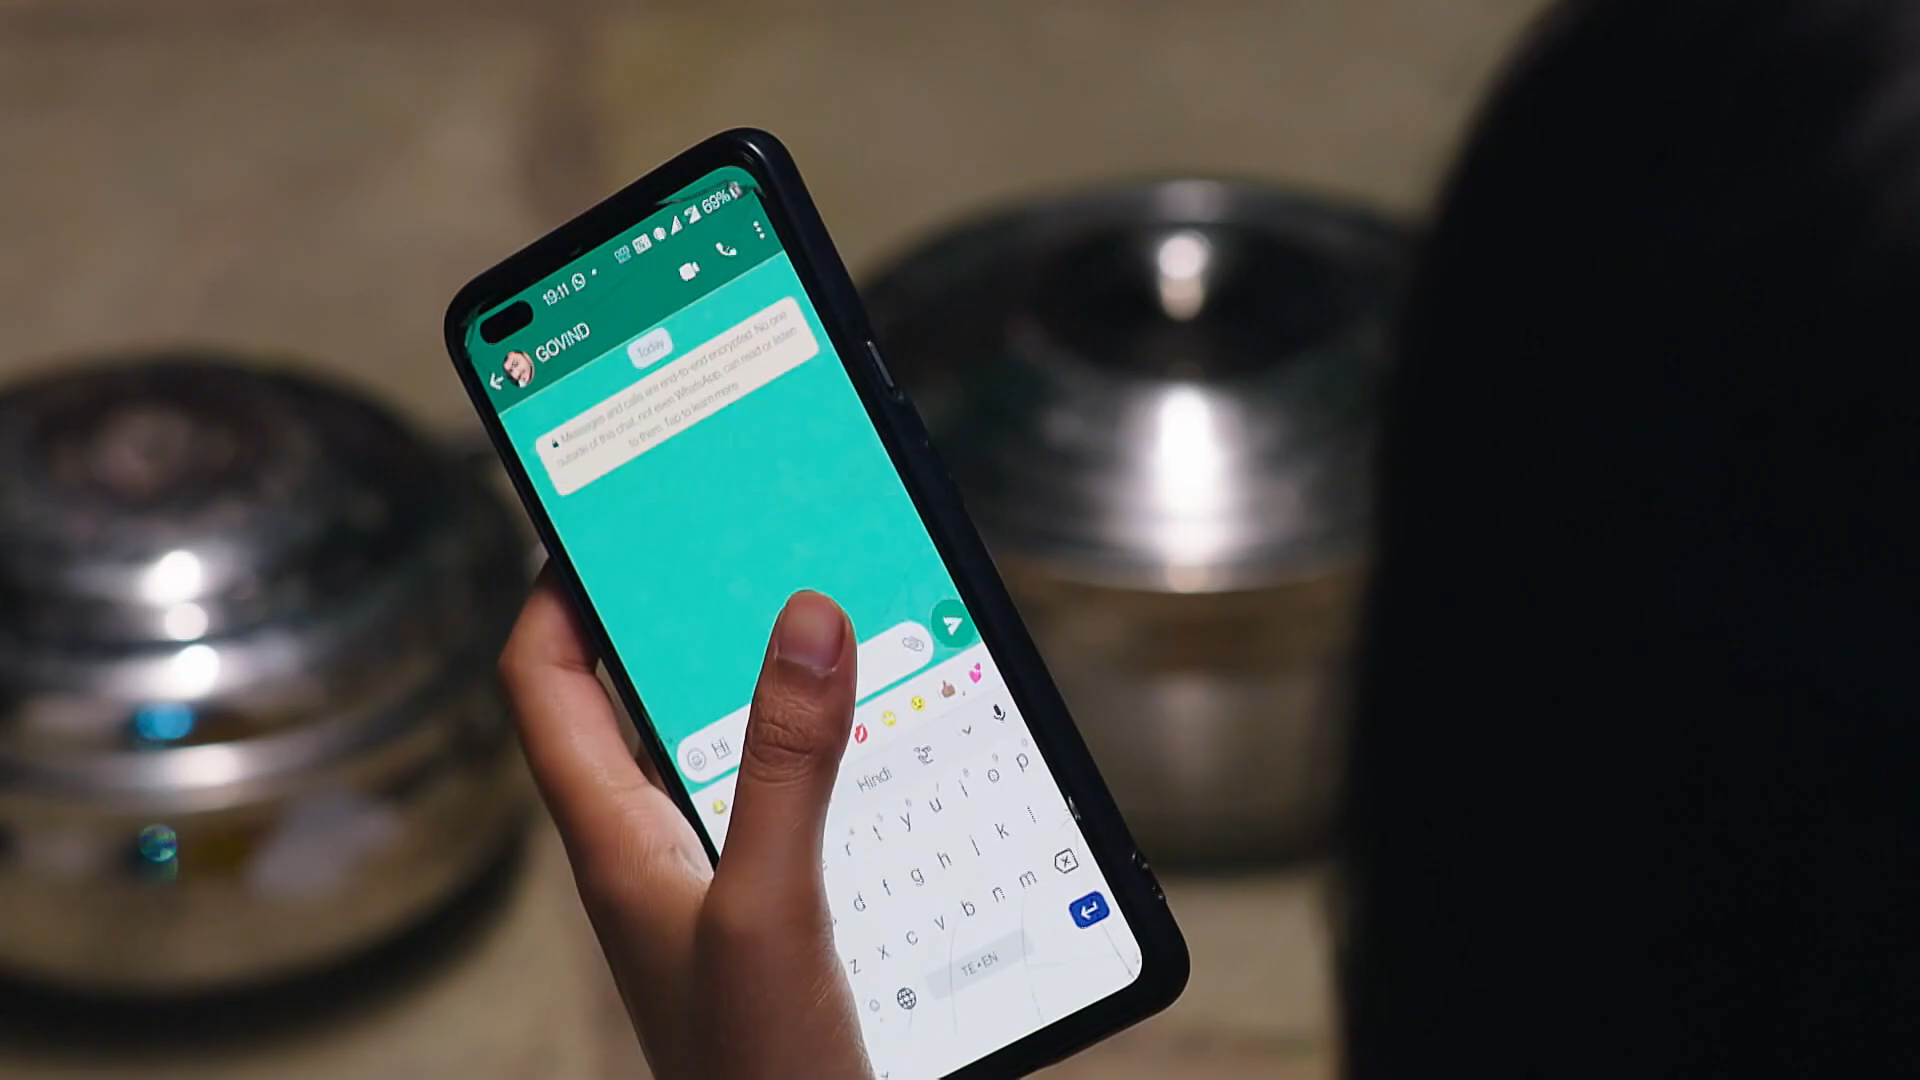 19:11
69%
GOVIND
Today
Messages and calls are end-to-end encrypted. No one
outside of this chat, not even WhatsApp, can read or listen
to them. Tap to learn more.
Hi
Hindi
y u i o p
r t
d f g h j k l
z x c v b n m
TE•EN